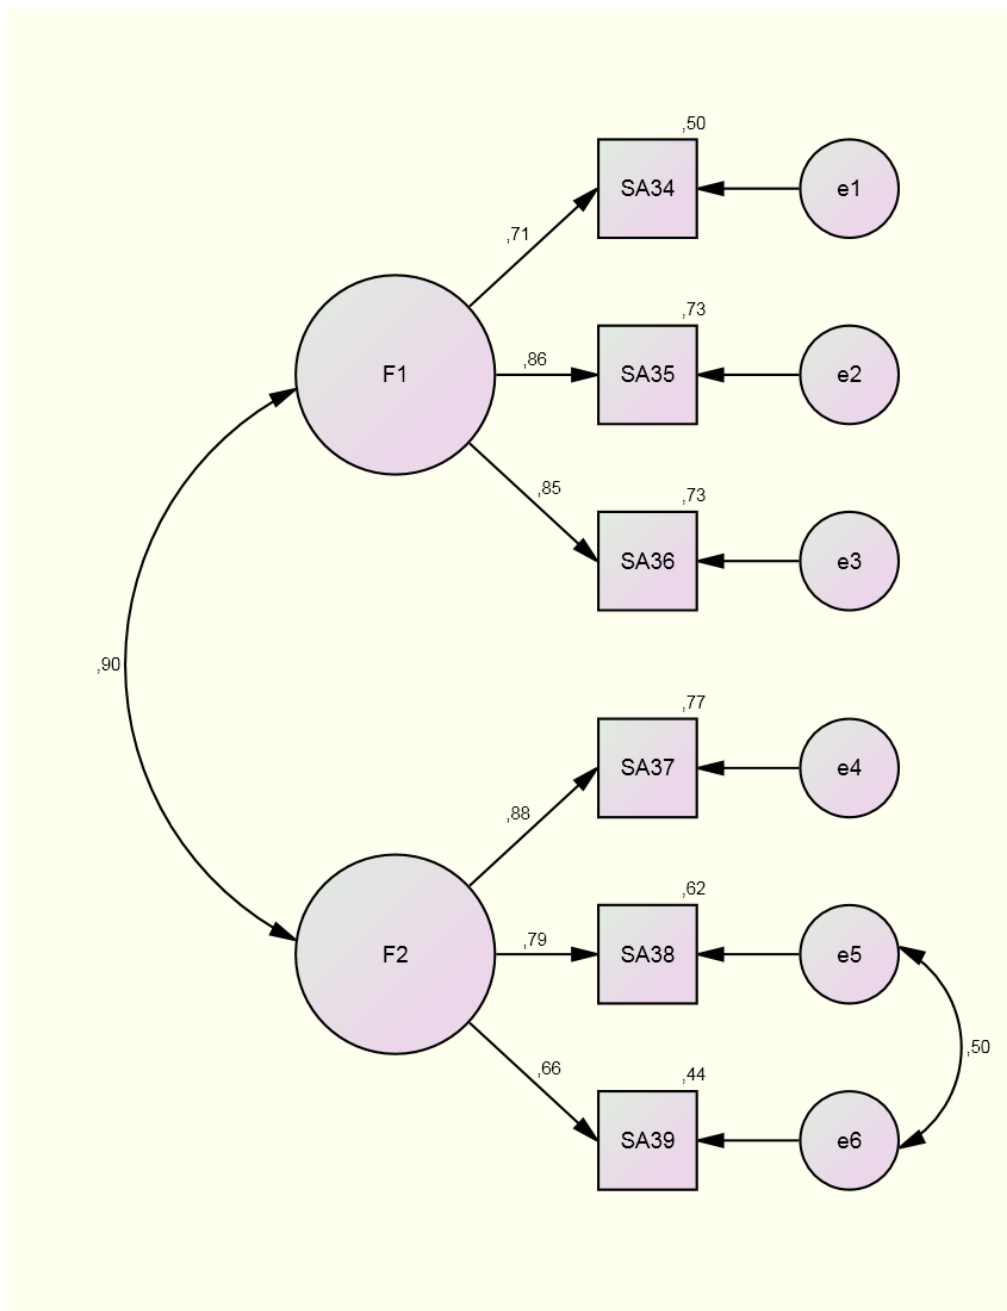 ,50
SA34
e1
,71
,73
F1
,86
SA35
e2
,85
,73
SA36
e3
,90
,77
SA37
e4
,88
,62
F2
,79
SA38
e5
,50
,66
,44
SA39
e6